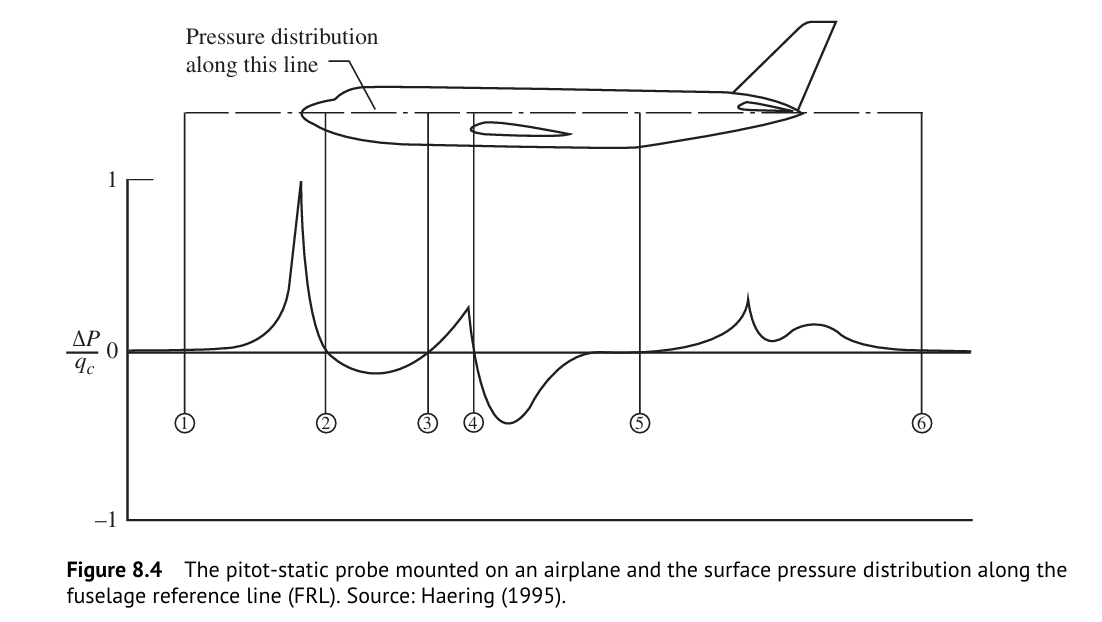 Pressure distribution
along this line
1
ΔP
q_c
0
① ② ③ ④ ⑤ ⑥
–1
Figure 8.4 The pitot-static probe mounted on an airplane and the surface pressure distribution along the
fuselage reference line (FRL). Source: Haering (1995).